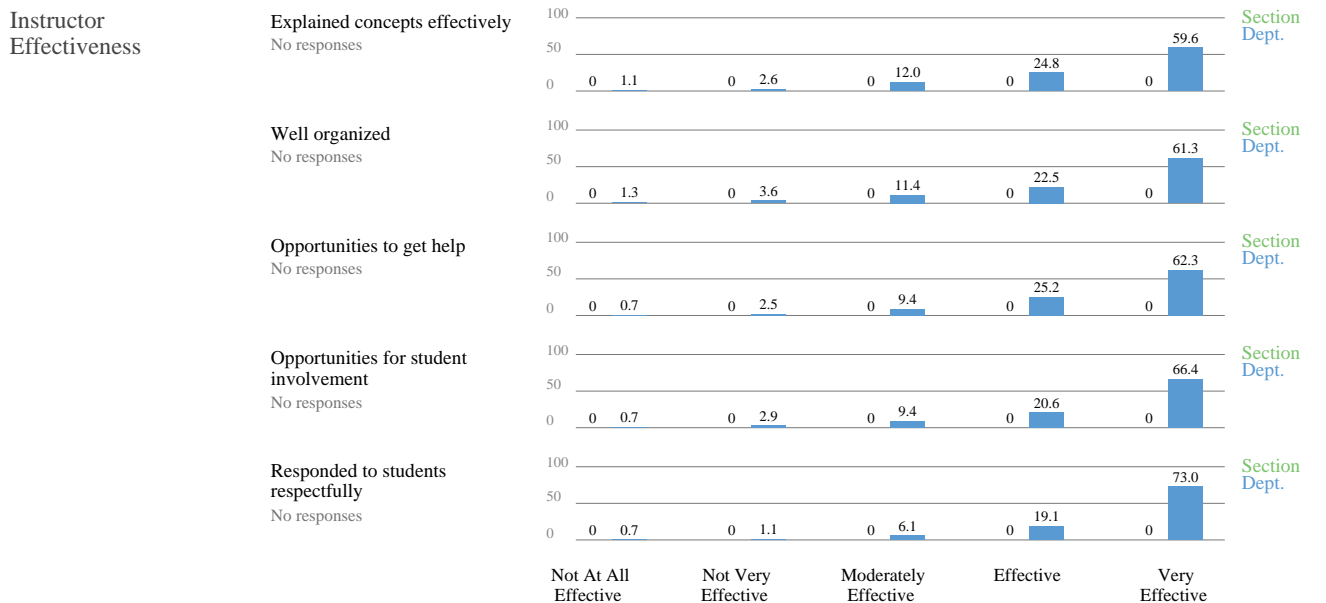 Instructor
Effectiveness
Explained concepts effectively
No responses
100
50
0
0 1.1 0 2.6 0 12.0 0 24.8 0 59.6
Section
Dept.
Well organized
No responses
100
50
0
0 1.3 0 3.6 0 11.4 0 22.5 0 61.3
Section
Dept.
Opportunities to get help
No responses
100
50
0
0 0.7 0 2.5 0 9.4 0 25.2 0 62.3
Section
Dept.
Opportunities for student
involvement
No responses
100
50
0
0 0.7 0 2.9 0 9.4 0 20.6 0 66.4
Section
Dept.
Responded to students
respectfully
No responses
100
50
0
0 0.7 0 1.1 0 6.1 0 19.1 0 73.0
Section
Dept.
Not At All
Effective
Not Very
Effective
Moderately
Effective
Effective
Very
Effective